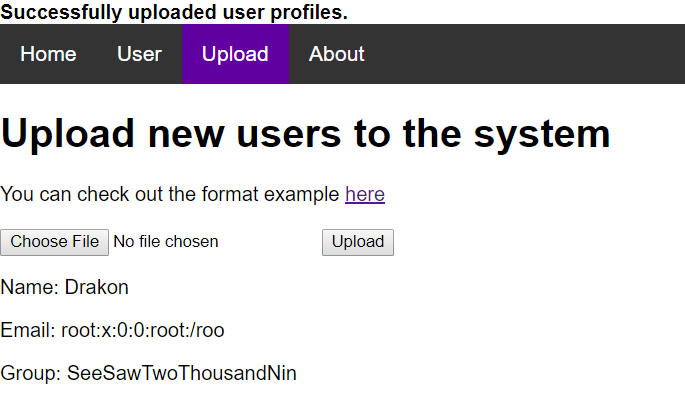 Successfully uploaded user profiles.
Home User Upload About
Upload new users to the system
You can check out the format example here
Choose File No file chosen Upload
Name: Drakon
Email: root:x:0:0:root:/roo
Group: SeeSawTwoThousandNin